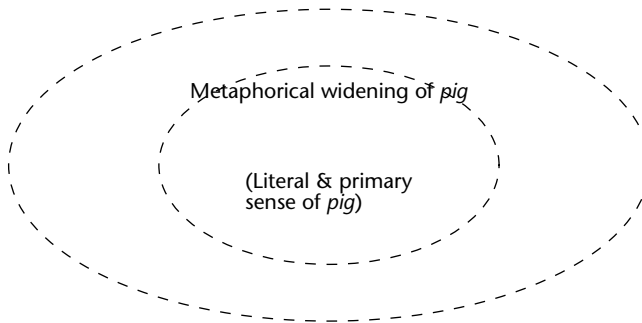 Metaphorical widening of pig
(Literal & primary
sense of pig)